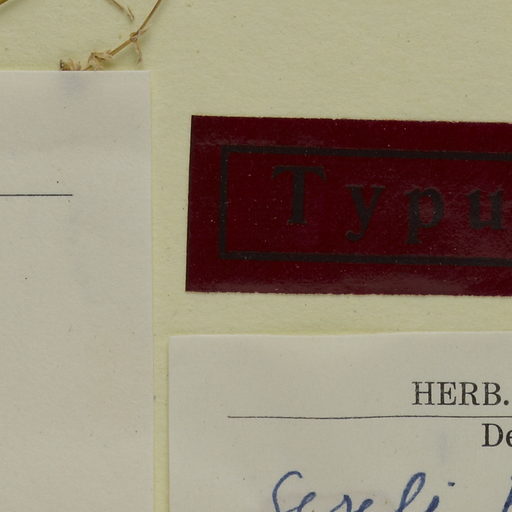 Typu
HERB.
De
Seseli